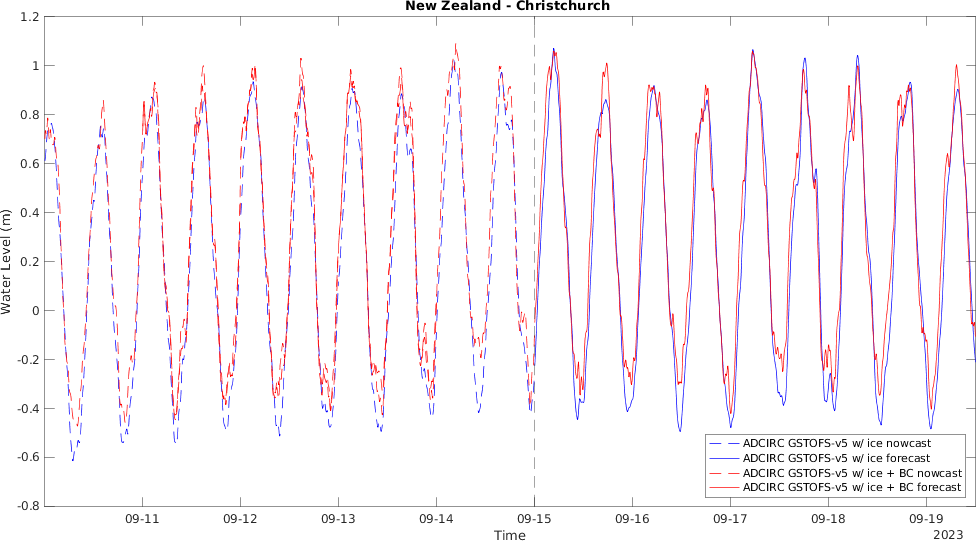 New Zealand - Christchurch
1.2
1
0.8
0.6
0.4
0.2
0
-0.2
-0.4
-0.6
-0.8
Water Level (m)
ADCIRC GSTOFS-v5 w/ ice nowcast
ADCIRC GSTOFS-v5 w/ ice forecast
ADCIRC GSTOFS-v5 w/ ice + BC nowcast
ADCIRC GSTOFS-v5 w/ ice + BC forecast
09-11 09-12 09-13 09-14 09-15 09-16 09-17 09-18 09-19
Time
2023